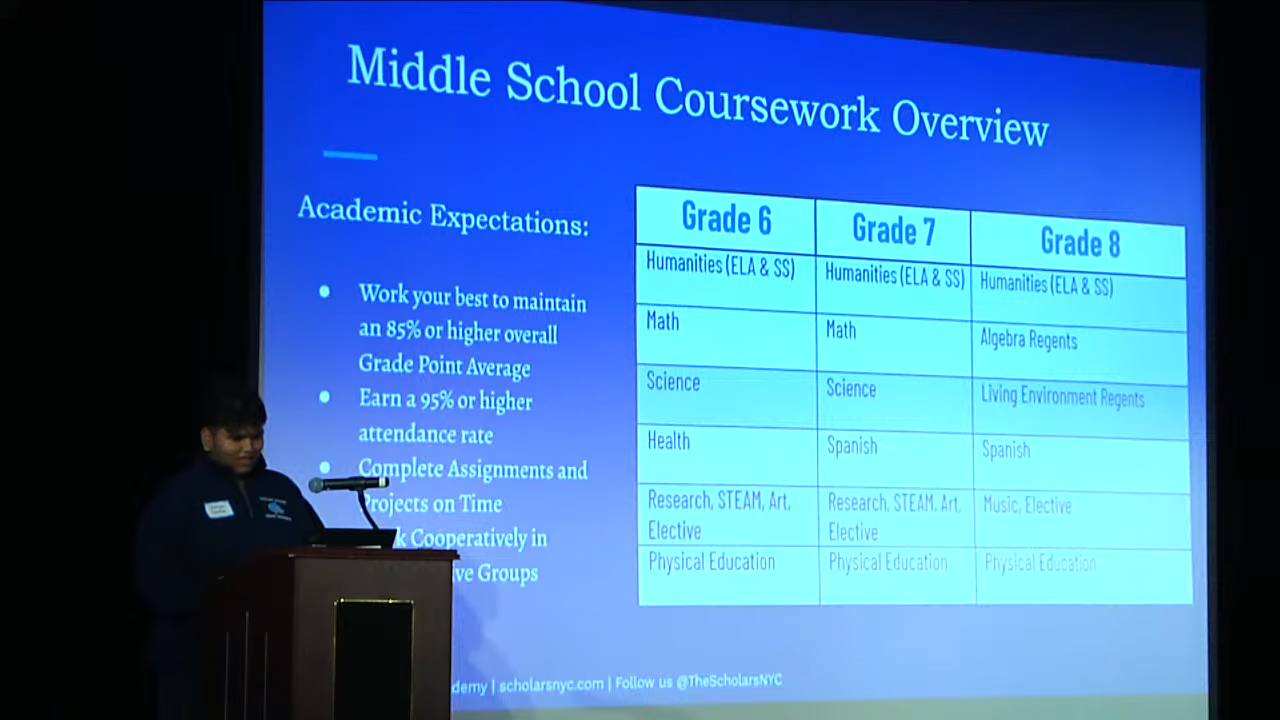 Middle School Coursework Overview
Academic Expectations:
Work your best to maintain
an 85% or higher overall
Grade Point Average
Earn a 95% or higher
attendance rate
Complete Assignments and
Projects on Time
Cooperatively in
Groups
Grade 6 Grade 7 Grade 8
Humanities (ELA & SS) Humanities (ELA & SS) Humanities (ELA & SS)
Math Math Algebra Regents
Science Science Living Environment Regents
Health Spanish Spanish
Research, STEAM, Art, Research, STEAM, Art, Music, Elective
Elective Elective
Physical Education Physical Education Physical Education
| scholarsnyc.com | Follow us @TheScholarsNYC